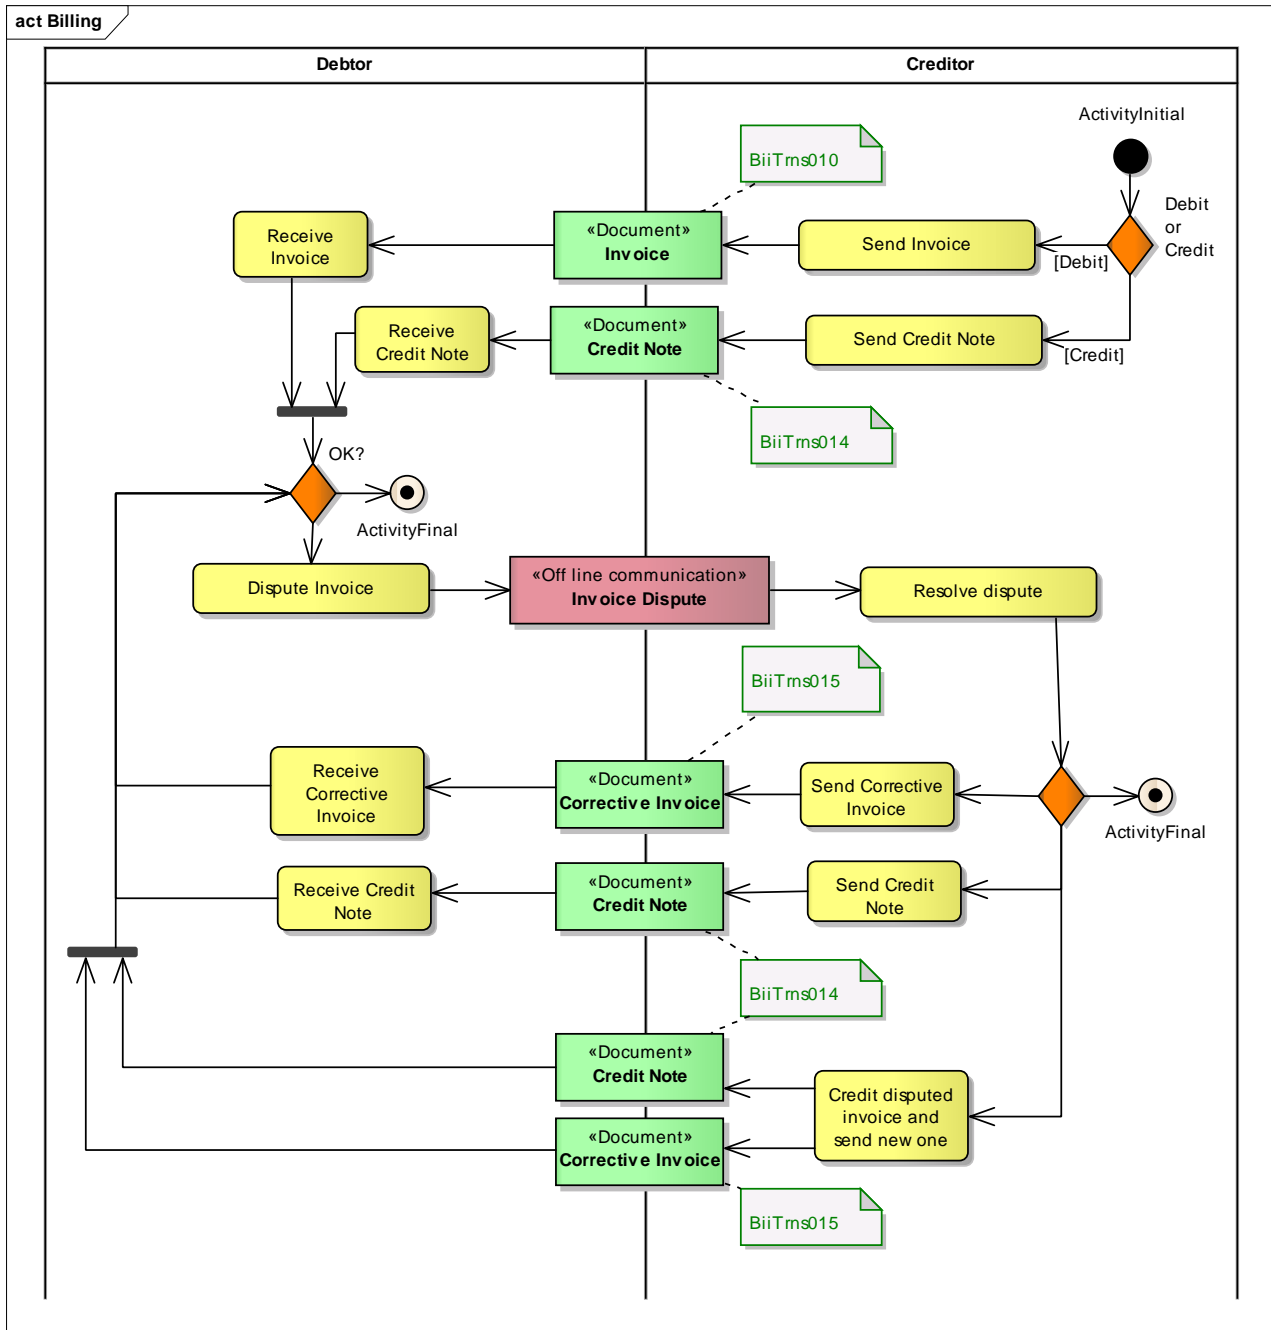 act Billing
Debtor
Creditor
ActivityInitial
BiiTrns010
Debit
or
Credit
Receive
Invoice
«Document»
Invoice
Send Invoice
[Debit]
Receive
Credit Note
«Document»
Credit Note
Send Credit Note
[Credit]
BiiTrns014
OK?
ActivityFinal
Dispute Invoice
«Off line communication»
Invoice Dispute
Resolve dispute
BiiTrns015
Receive
Corrective
Invoice
«Document»
Corrective Invoice
Send Corrective
Invoice
ActivityFinal
Receive Credit
Note
«Document»
Credit Note
Send Credit
Note
BiiTrns014
«Document»
Credit Note
Credit disputed
invoice and
send new one
«Document»
Corrective Invoice
BiiTrns015